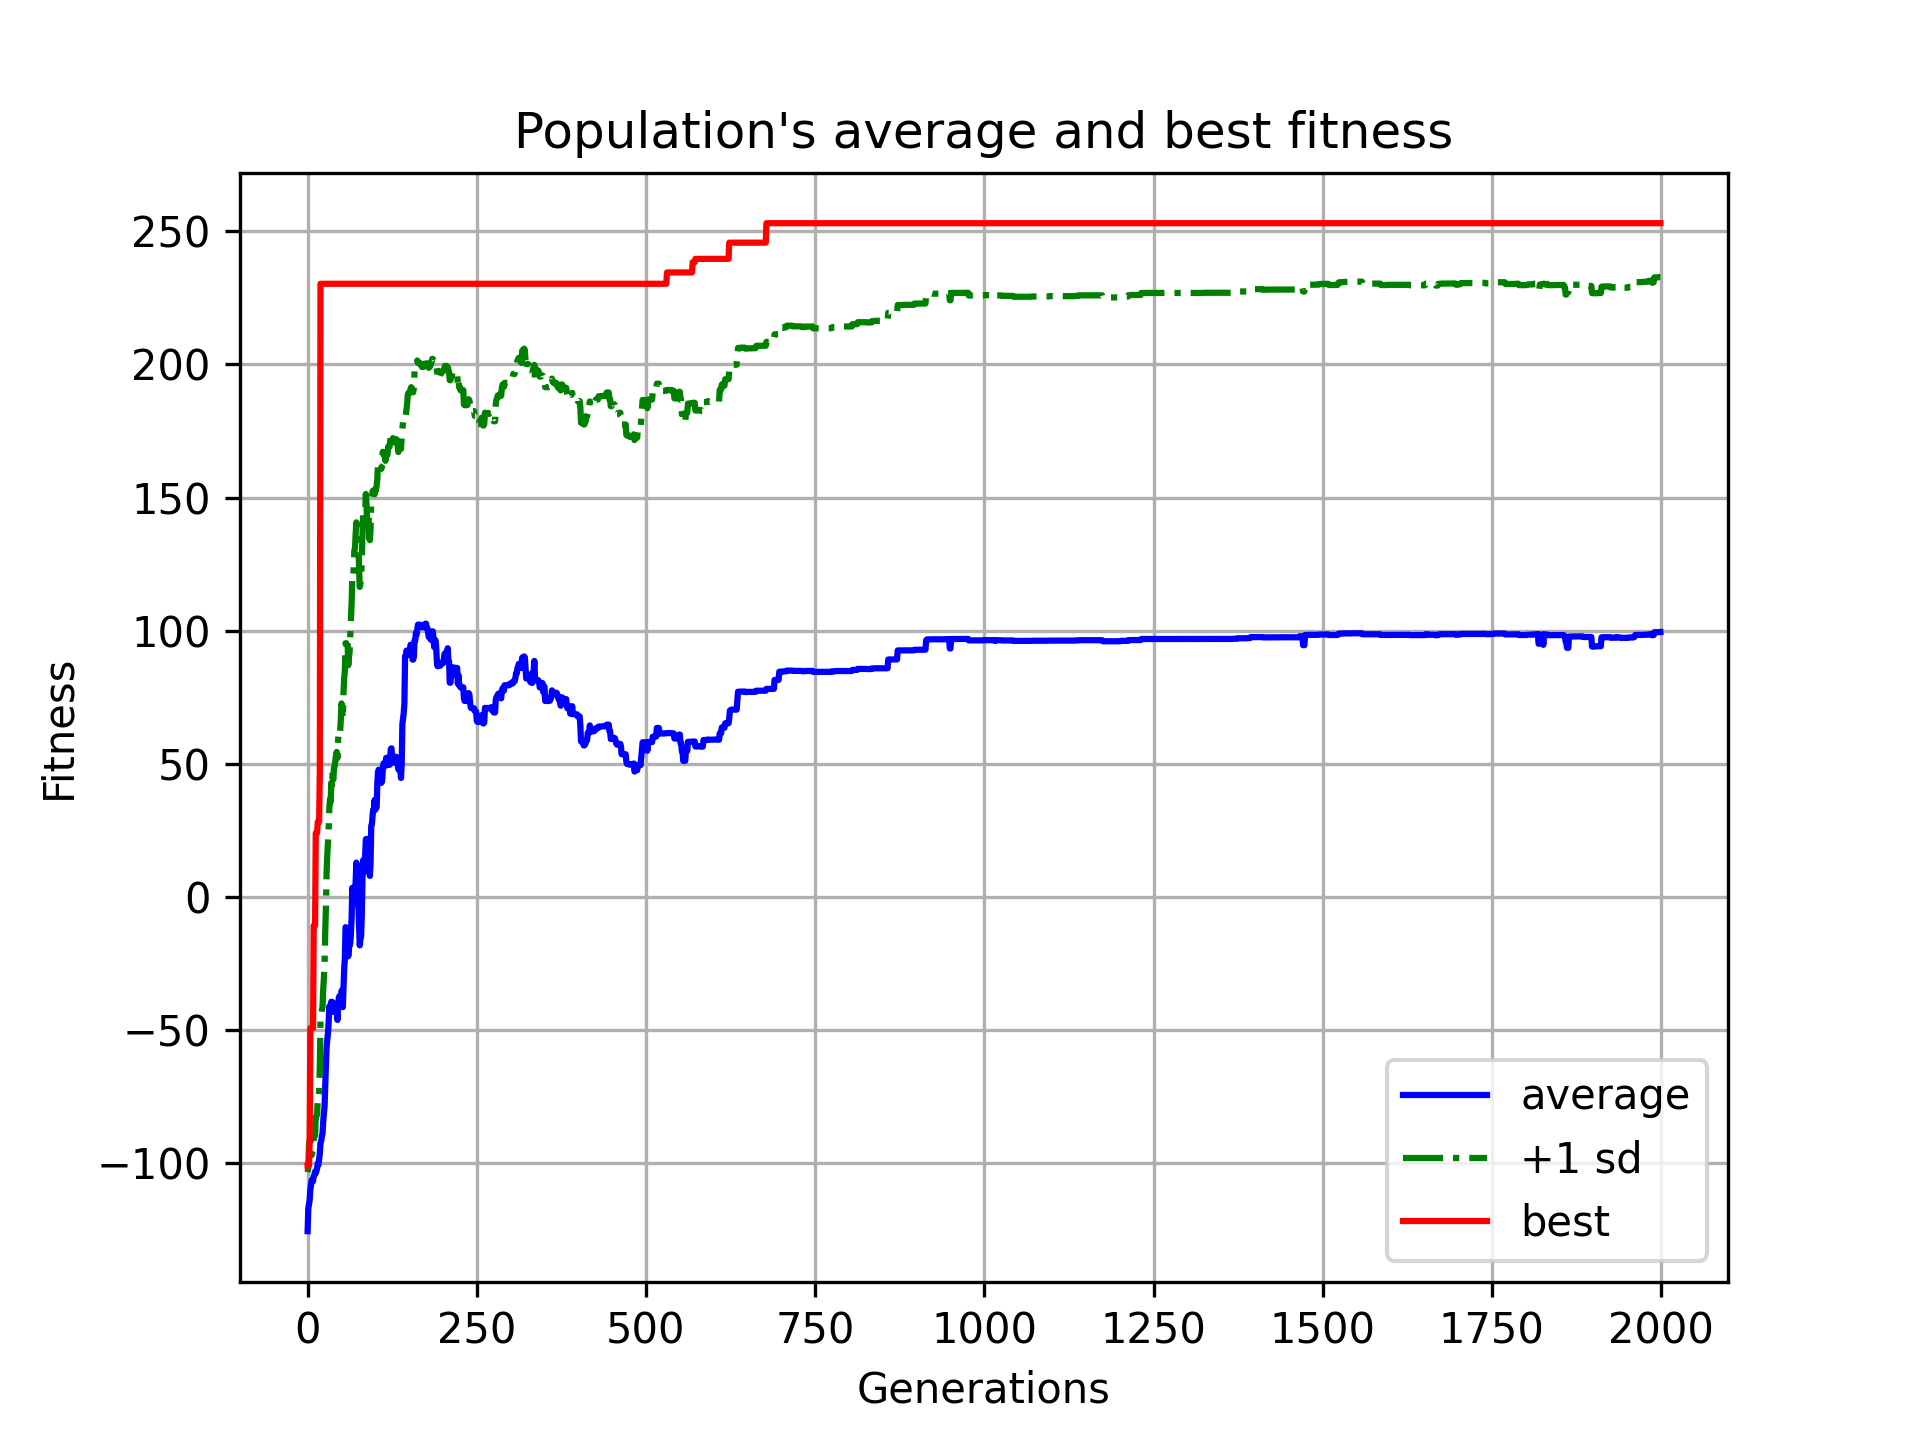 Population's average and best fitness
Fitness
250
200
150
100
50
0
−50
−100
0 250 500 750 1000 1250 1500 1750 2000
Generations
average
+1 sd
best